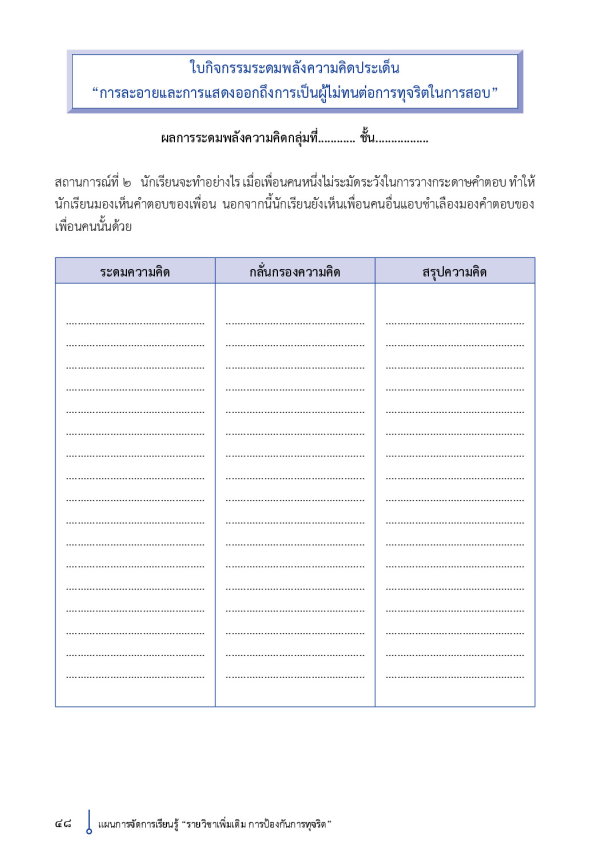 ใบกิจกรรมระดมพลังความคิดประเด็น
“การละอายและการแสดงออกถึงการเป็นผู้ไม่ทนต่อการทุจริตในการสอบ”
ผลการระดมพลังความคิดกลุ่มที่........... ชั้น.................
สถานการณ์ที่ ๒ นักเรียนจะทำอย่างไร เมื่อเพื่อนคนหนึ่งไม่ระมัดระวังในการวางกระดาษคำตอบ ทำให้
นักเรียนมองเห็นคำตอบของเพื่อน นอกจากนี้นักเรียนยังเห็นเพื่อนคนอื่นแอบชำเลืองมองคำตอบของ
เพื่อนคนนั้นด้วย
ระดมความคิด กลั่นกรองความคิด สรุปความคิด
๔๘ แผนการจัดการเรียนรู้ “รายวิชาเพิ่มเติม การป้องกันการทุจริต”